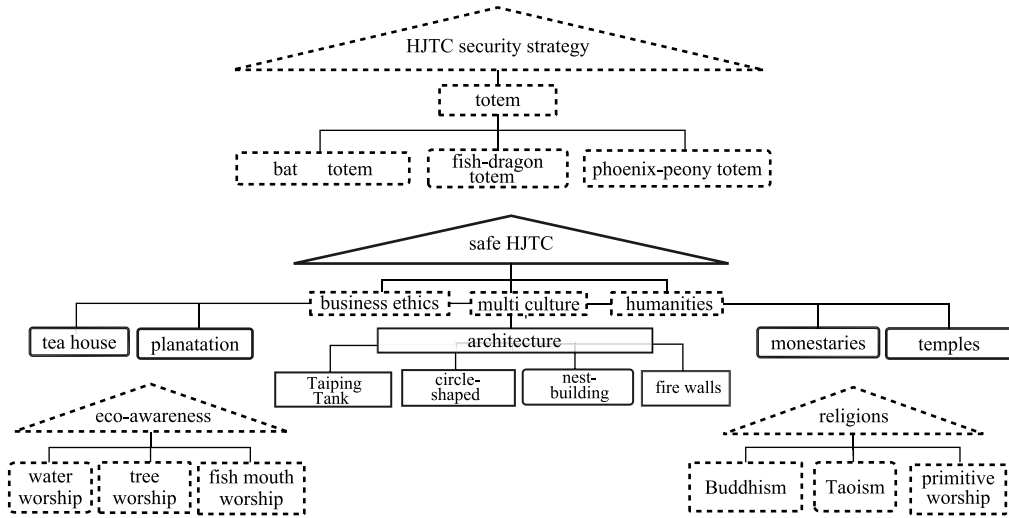 HJTC security strategy
totem
bat totem
fish-dragon
totem
phoenix-peony totem
safe HJTC
business ethics
multi culture
humanities
tea house
planatation
architecture
monestaries
temples
Taiping
Tank
circle-
shaped
nest-
building
fire walls
eco-awareness
religions
water
worship
tree
worship
fish mouth
worship
Buddhism
Taoism
primitive
worship